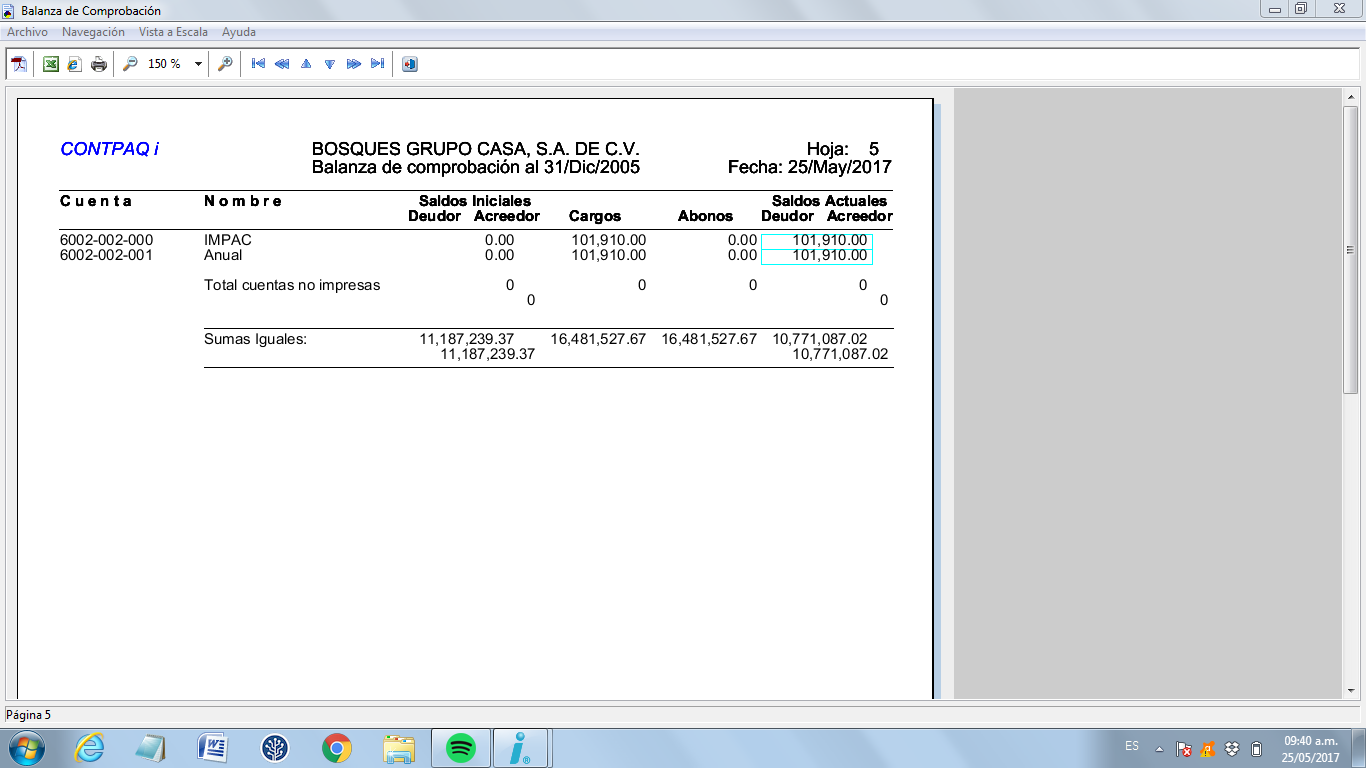 Balanza de Comprobación
Archivo Navegación Vista a Escala Ayuda
150 %
CONTPAQ i BOSQUES GRUPO CASA, S.A. DE C.V. Hoja: 5
Balanza de comprobación al 31/Dic/2005 Fecha: 25/May/2017
Cuenta Nombre Saldos Iniciales Saldos Actuales
Deudor Acreedor Cargos Abonos Deudor Acreedor
6002-002-000 IMPAC 0.00 101,910.00 0.00 101,910.00
6002-002-001 Anual 0.00 101,910.00 0.00 101,910.00
Total cuentas no impresas 0 0 0 0
0 0
Sumas Iguales: 11,187,239.37 16,481,527.67 16,481,527.67 10,771,087.02
11,187,239.37 10,771,087.02
Página 5
ES 09:40 a.m.
25/05/2017